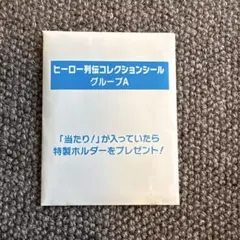 ヒーロー列伝コレクションシール
グループA
「当たり!」が入っていたら
特製ホルダーをプレゼント!